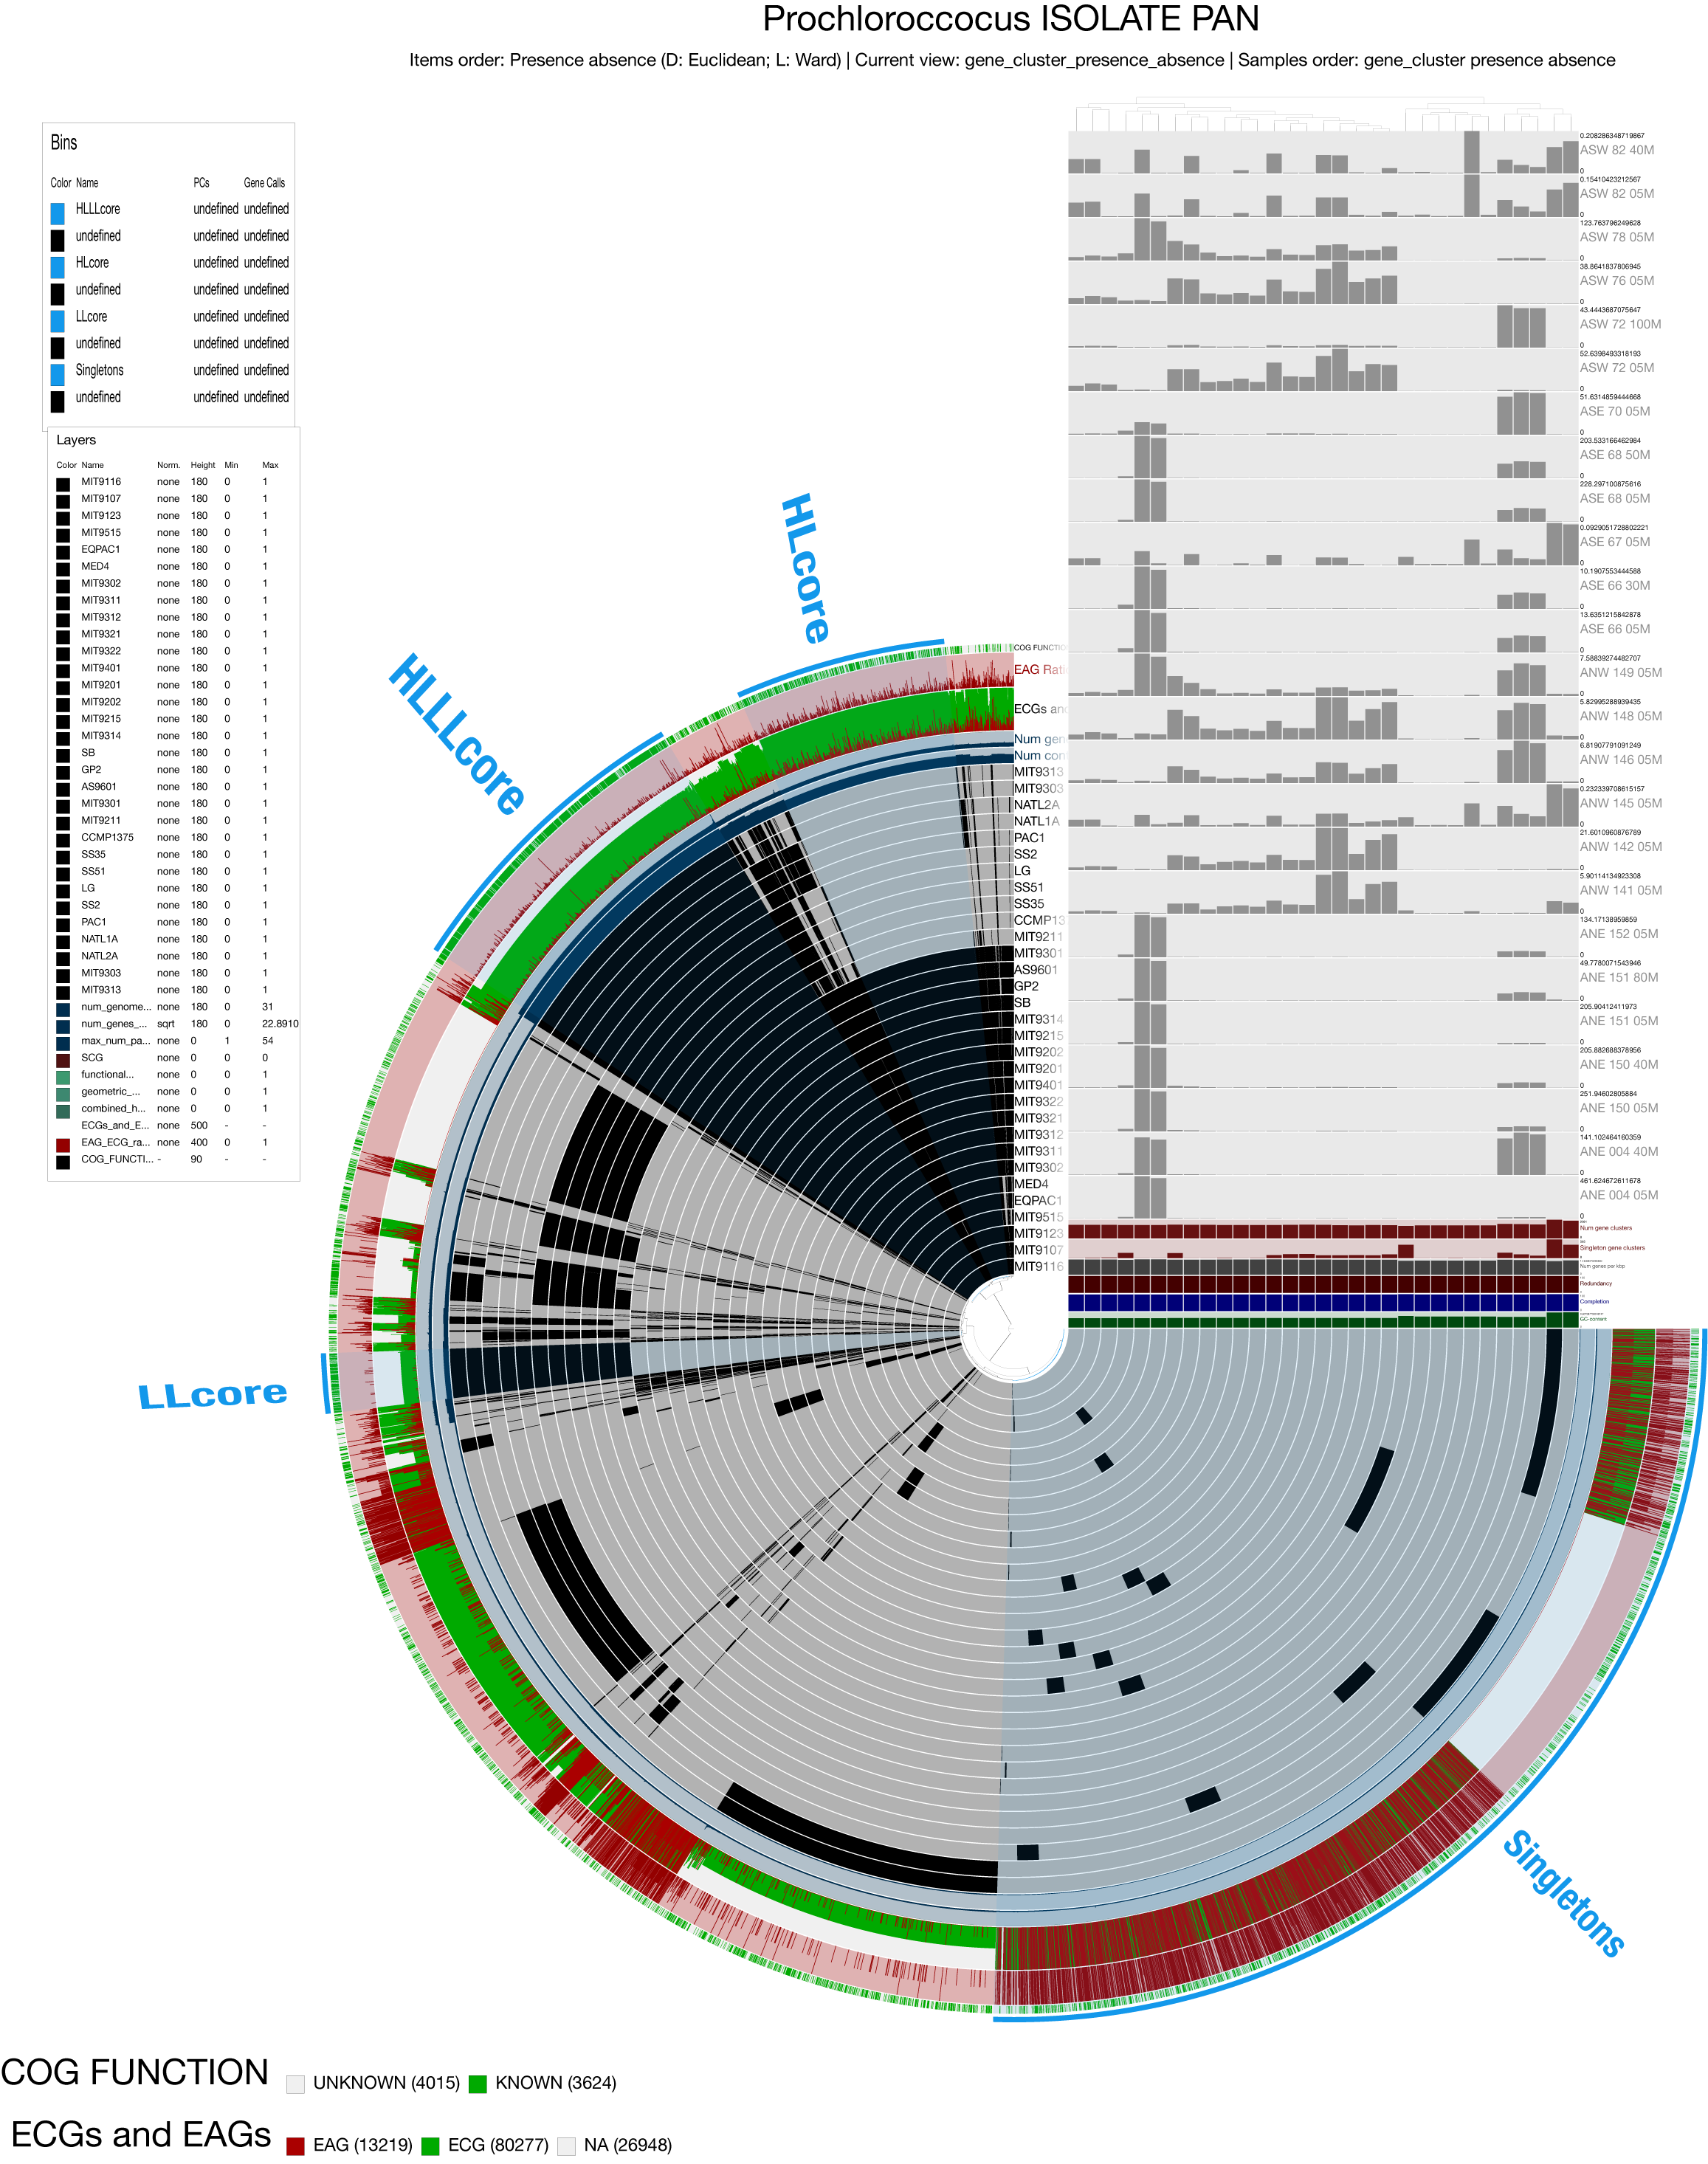 Prochloroccocus ISOLATE PAN
Items order: Presence absence (D: Euclidean; L: Ward) | Current view: gene_cluster_presence_absence | Samples order: gene_cluster presence absence
Bins
Color Name PCs Gene Calls
HLLLcore undefined undefined
undefined undefined undefined
HLcore undefined undefined
undefined undefined undefined
LLcore undefined undefined
undefined undefined undefined
Singletons undefined undefined
undefined undefined undefined
Layers
Color Name Norm. Height Min Max
MIT9116 none 180 0 1
MIT9107 none 180 0 1
MIT9123 none 180 0 1
MIT9515 none 180 0 1
EQPAC1 none 180 0 1
MED4 none 180 0 1
MIT9302 none 180 0 1
MIT9311 none 180 0 1
MIT9312 none 180 0 1
MIT9321 none 180 0 1
MIT9322 none 180 0 1
MIT9401 none 180 0 1
MIT9201 none 180 0 1
MIT9202 none 180 0 1
MIT9215 none 180 0 1
MIT9314 none 180 0 1
SB none 180 0 1
GP2 none 180 0 1
AS9601 none 180 0 1
MIT9301 none 180 0 1
MIT9211 none 180 0 1
CCMP1375 none 180 0 1
SS35 none 180 0 1
SS51 none 180 0 1
LG none 180 0 1
SS2 none 180 0 1
PAC1 none 180 0 1
NATL1A none 180 0 1
NATL2A none 180 0 1
MIT9303 none 180 0 1
MIT9313 none 180 0 1
num_genome... none 180 0 31
num_genes_... sqrt 180 0 22.8910
max_num_pa... none 0 1 54
SCG none 0 0 0
functional... none 0 0 1
geometric_... none 0 0 1
combined_h... none 0 0 1
ECGs_and_E... none 500 - -
EAG_ECG_ra... none 400 0 1
COG_FUNCTI... - 90 - -
0.208286348719867
ASW 82 40M
0
0.15410423212567
ASW 82 05M
0
123.763796249628
ASW 78 05M
0
38.8641837806945
ASW 76 05M
0
43.4443687075647
ASW 72 100M
0
52.6398493318193
ASW 72 05M
0
51.6314859444668
ASE 70 05M
0
203.533166462984
ASE 68 50M
0
228.297100875616
ASE 68 05M
0
0.0929051728802221
ASE 67 05M
0
10.1907553444588
ASE 66 30M
0
13.6351215842878
ASE 66 05M
0
7.58839274482707
ANW 149 05M
0
5.82995288939435
ANW 148 05M
0
6.81907791091249
ANW 146 05M
0
0.232339708615157
ANW 145 05M
0
21.6010960876789
ANW 142 05M
0
5.90114134923308
ANW 141 05M
0
134.17138959859
ANE 152 05M
0
49.7780071543946
ANE 151 80M
0
205.90412411973
ANE 151 05M
0
205.882688378956
ANE 150 40M
0
251.94602805884
ANE 150 05M
0
141.102464160359
ANE 004 40M
0
461.624672611678
ANE 004 05M
0
Num gene clusters
Singleton gene clusters
Num genes per kbp
Redundancy
Completion
GC-content
HLcore
HLLLcore
LLcore
Singletons
COG FUNCTIO
EAG Rati
ECGs and
Num gen
Num con
MIT9313
MIT9303
NATL2A
NATL1A
PAC1
SS2
LG
SS51
SS35
CCMP13
MIT9211
MIT9301
AS9601
GP2
SB
MIT9314
MIT9215
MIT9202
MIT9201
MIT9401
MIT9322
MIT9321
MIT9312
MIT9311
MIT9302
MED4
EQPAC1
MIT9515
MIT9123
MIT9107
MIT9116
COG FUNCTION UNKNOWN (4015) KNOWN (3624)
ECGs and EAGs EAG (13219) ECG (80277) NA (26948)